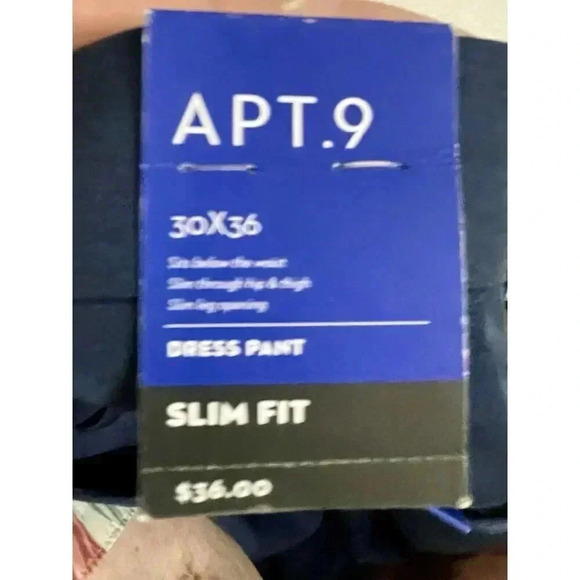 APT.9
30X36
Sits below the waist
Slim through hip & thigh
Slim leg opening
DRESS PANT
SLIM FIT
$36.00